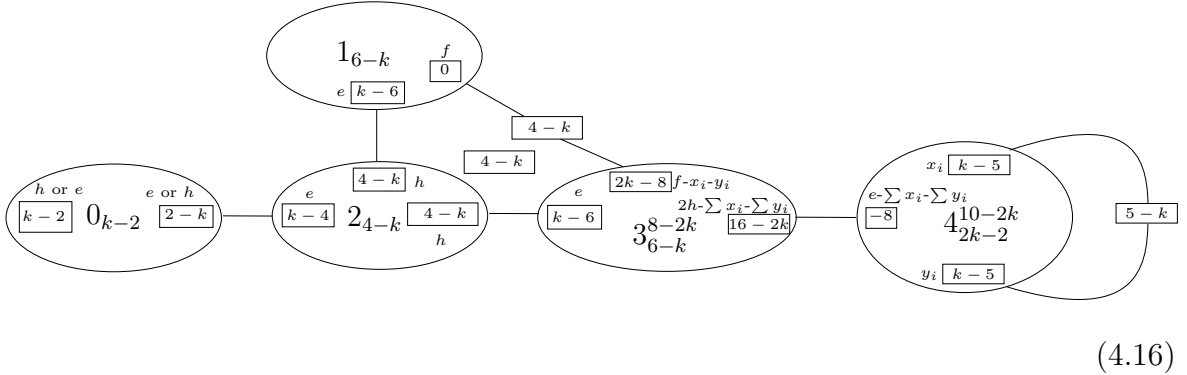 1_{6-k}
f
0
e k − 6
4 − k
4 − k
h or e
k − 2
0_{k-2}
e or h
2 − k
e
k − 4
4 − k h
2_{4-k}
4 − k
h
e
k − 6
2k − 8 f-x_i-y_i
2h-∑ x_i-∑ y_i
16 − 2k
3^{8-2k}_{6-k}
x_i k − 5
e-∑ x_i-∑ y_i
−8
4^{10-2k}_{2k-2}
y_i k − 5
5 − k
(4.16)